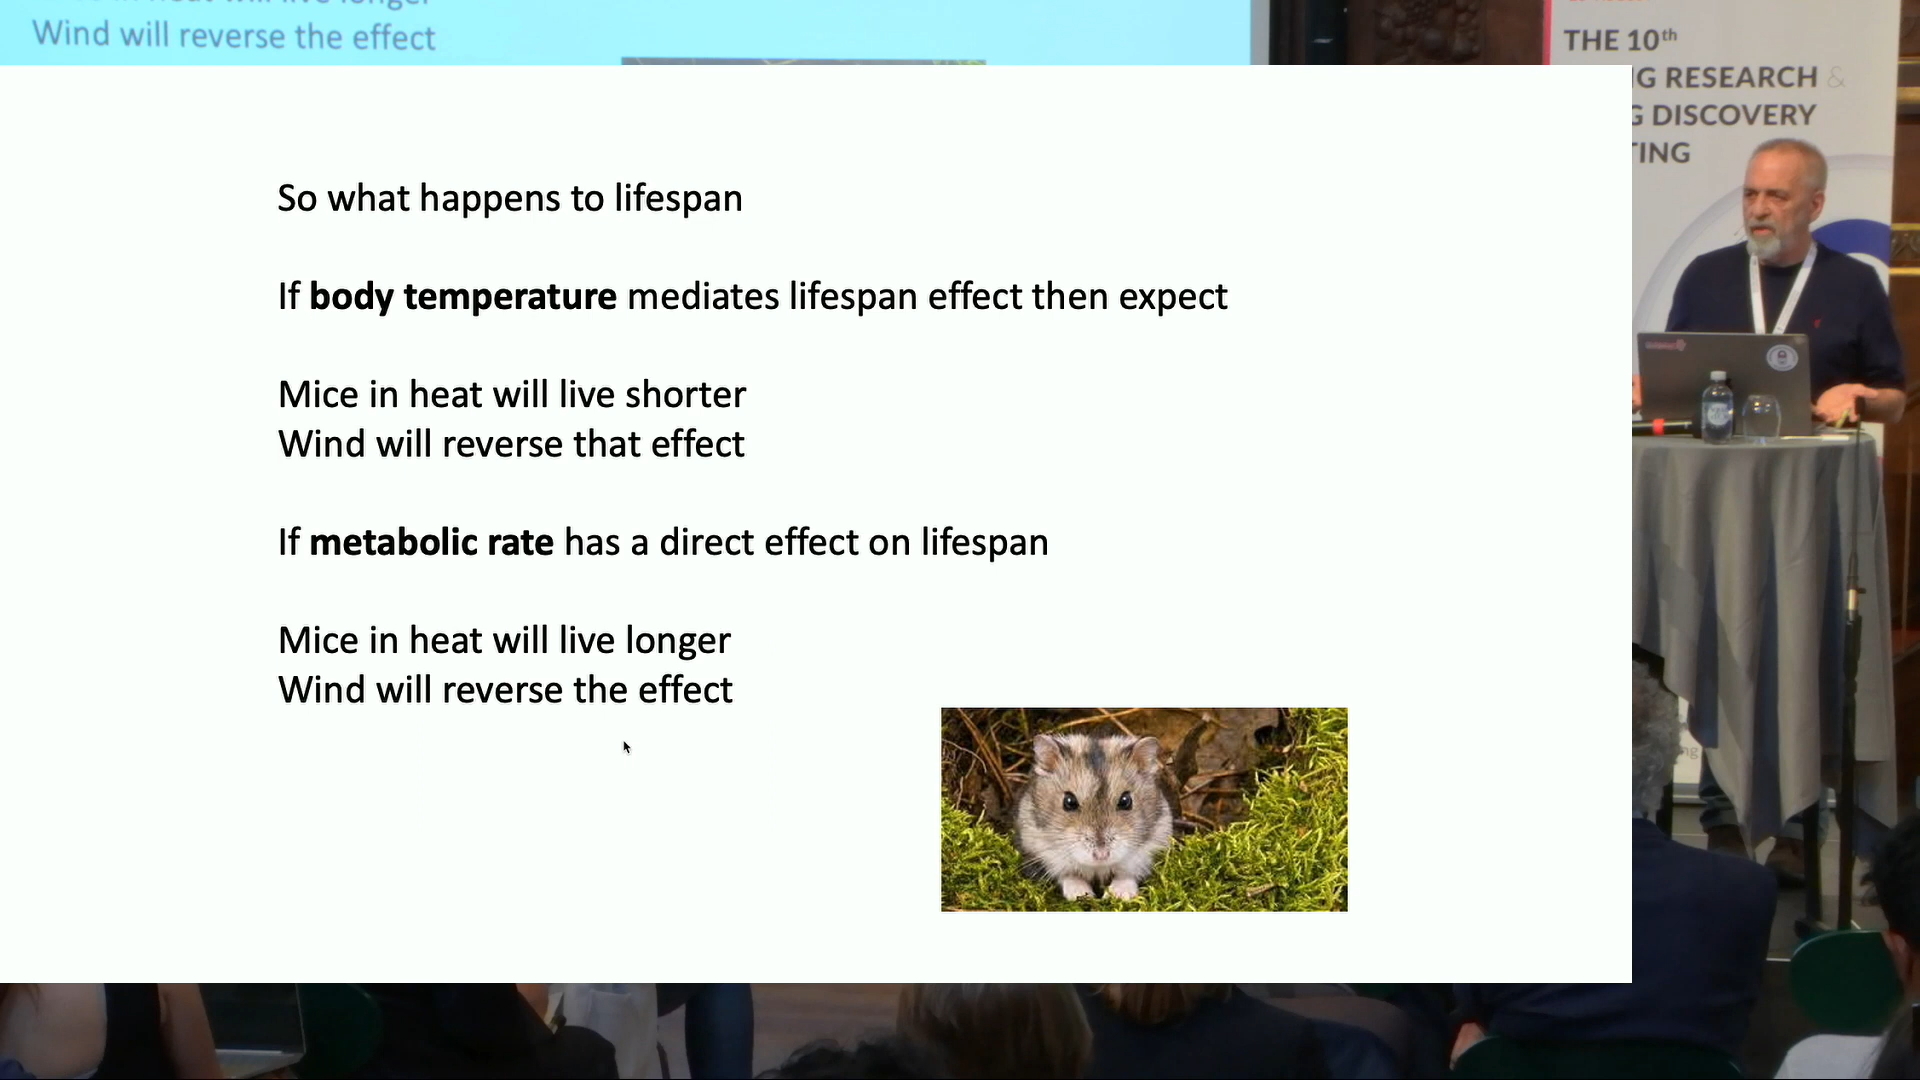 Wind will reverse the effect
So what happens to lifespan
If body temperature mediates lifespan effect then expect
Mice in heat will live shorter
Wind will reverse that effect
If metabolic rate has a direct effect on lifespan
Mice in heat will live longer
Wind will reverse the effect
THE 10th
G RESEARCH &
DISCOVERY
TING